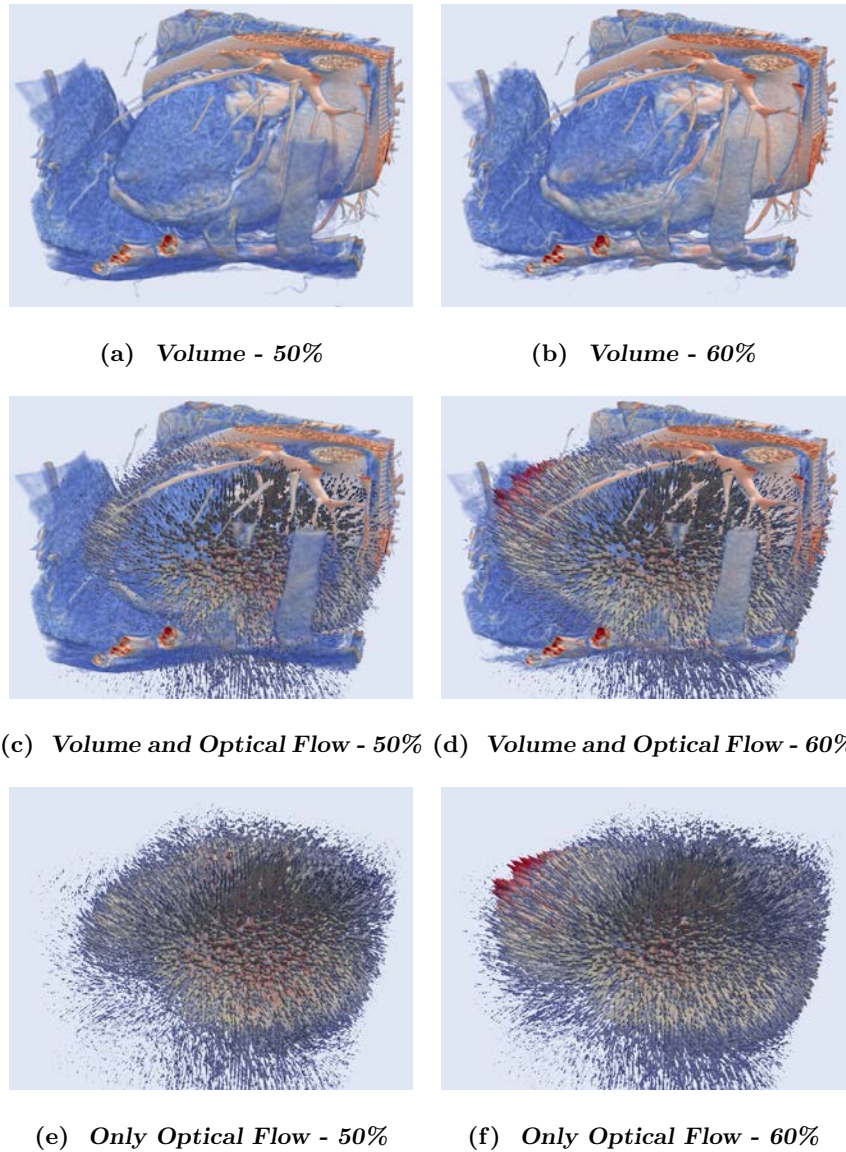 (a) Volume - 50%
(b) Volume - 60%
(c) Volume and Optical Flow - 50%
(d) Volume and Optical Flow - 60%
(e) Only Optical Flow - 50%
(f) Only Optical Flow - 60%